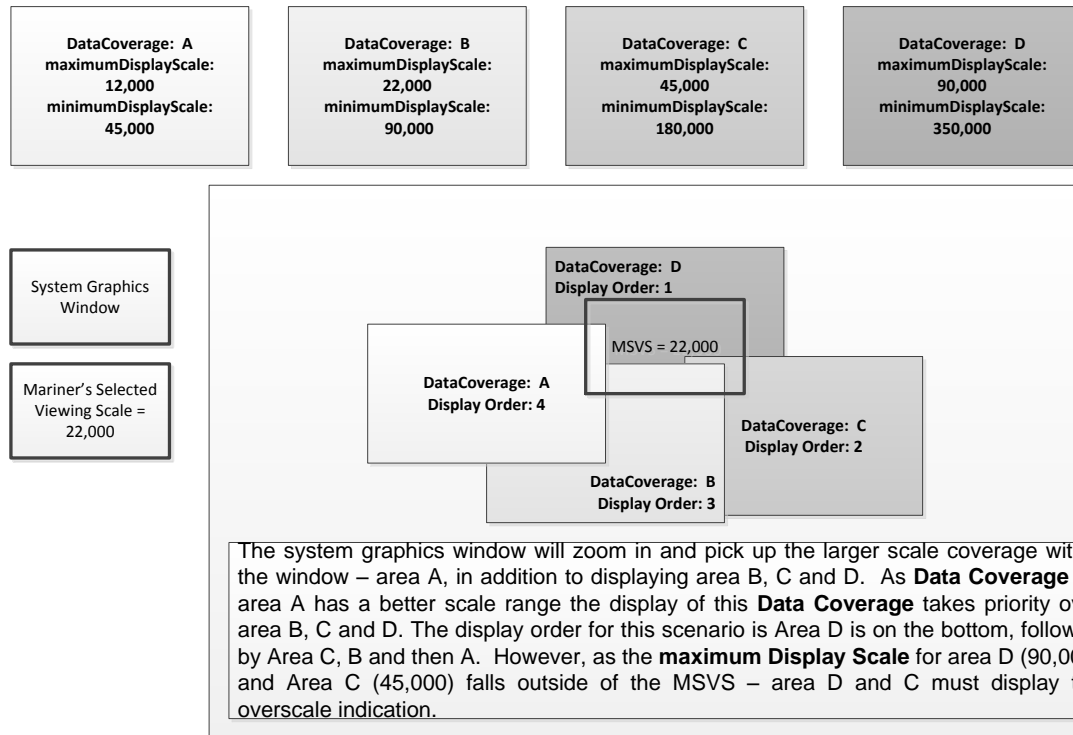 DataCoverage: A
maximumDisplayScale:
12,000
minimumDisplayScale:
45,000
DataCoverage: B
maximumDisplayScale:
22,000
minimumDisplayScale:
90,000
DataCoverage: C
maximumDisplayScale:
45,000
minimumDisplayScale:
180,000
DataCoverage: D
maximumDisplayScale:
90,000
minimumDisplayScale:
350,000
System Graphics
Window
Mariner's Selected
Viewing Scale =
22,000
DataCoverage: D
Display Order: 1
MSVS = 22,000
DataCoverage: A
Display Order: 4
DataCoverage: C
Display Order: 2
DataCoverage: B
Display Order: 3
The system graphics window will zoom in and pick up the larger scale coverage wit
the window – area A, in addition to displaying area B, C and D. As Data Coverage
area A has a better scale range the display of this Data Coverage takes priority ov
area B, C and D. The display order for this scenario is Area D is on the bottom, follow
by Area C, B and then A. However, as the maximum Display Scale for area D (90,00
and Area C (45,000) falls outside of the MSVS – area D and C must display t
overscale indication.